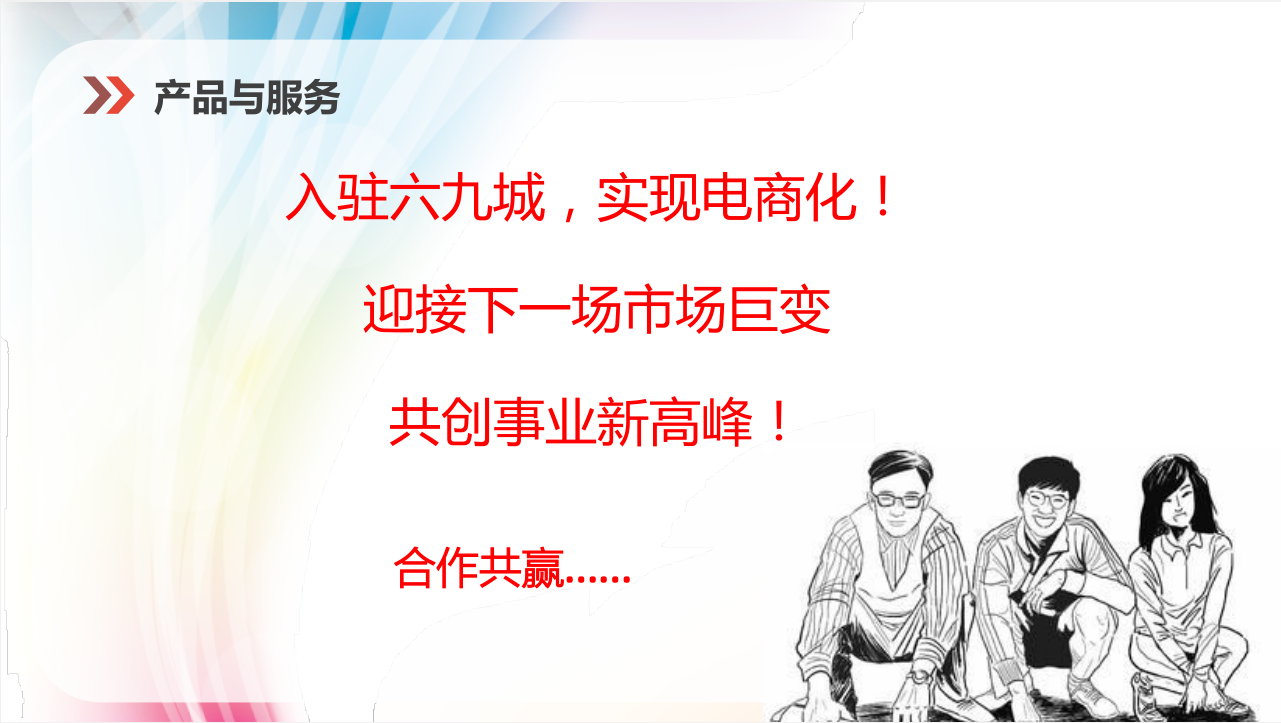 产品与服务
入驻六九城，实现电商化！
迎接下一场市场巨变
共创事业新高峰！
合作共赢……